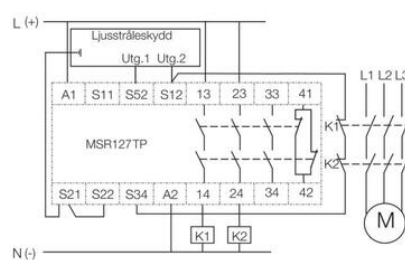 L (+)
Ljusstråleskydd
Utg.1 Utg.2
A1 S11 S52 S12 13 23 33 41
L1 L2 L3
K1
MSR127TP
K2
S21 S22 S34 A2 14 24 34 42
K1 K2
M
N (-)